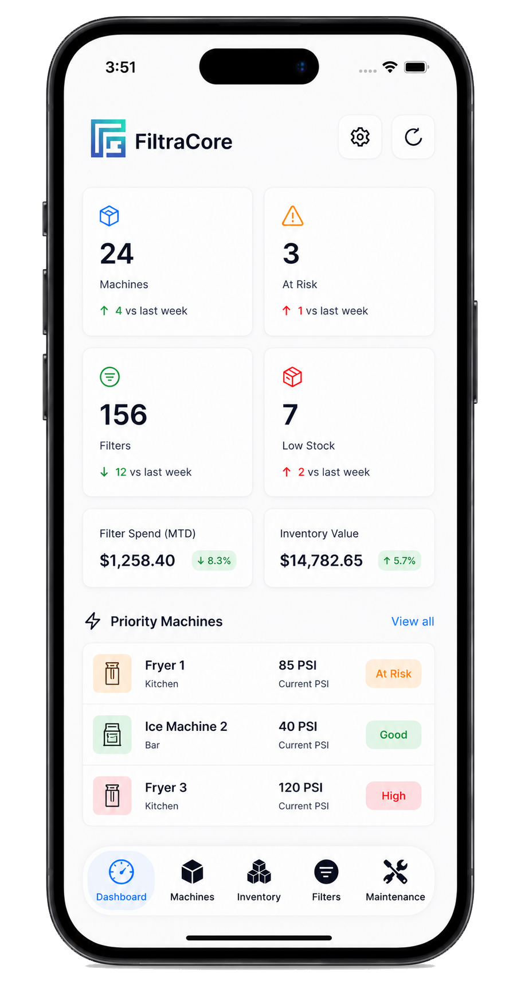 3:51
FiltraCore
24
Machines
↑ 4 vs last week
3
At Risk
↑ 1 vs last week
156
Filters
↓ 12 vs last week
7
Low Stock
↑ 2 vs last week
Filter Spend (MTD)
$1,258.40 ↓ 8.3%
Inventory Value
$14,782.65 ↑ 5.7%
Priority Machines View all
Fryer 1 85 PSI At Risk
Kitchen Current PSI
Ice Machine 2 40 PSI Good
Bar Current PSI
Fryer 3 120 PSI High
Kitchen Current PSI
Dashboard Machines Inventory Filters Maintenance